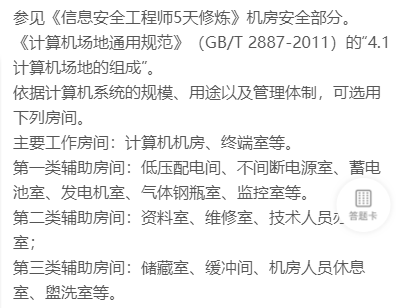 参见《信息安全工程师5天修炼》机房安全部分。
《计算机场地通用规范》（GB/T 2887-2011）的“4.1
计算机场地的组成”。
依据计算机系统的规模、用途以及管理体制，可选用
下列房间。
主要工作房间：计算机机房、终端室等。
第一类辅助房间：低压配电间、不间断电源室、蓄电
池室、发电机室、气体钢瓶室、监控室等。
第二类辅助房间：资料室、维修室、技术人员办
室；
第三类辅助房间：储藏室、缓冲间、机房人员休息
室、盥洗室等。
答题卡